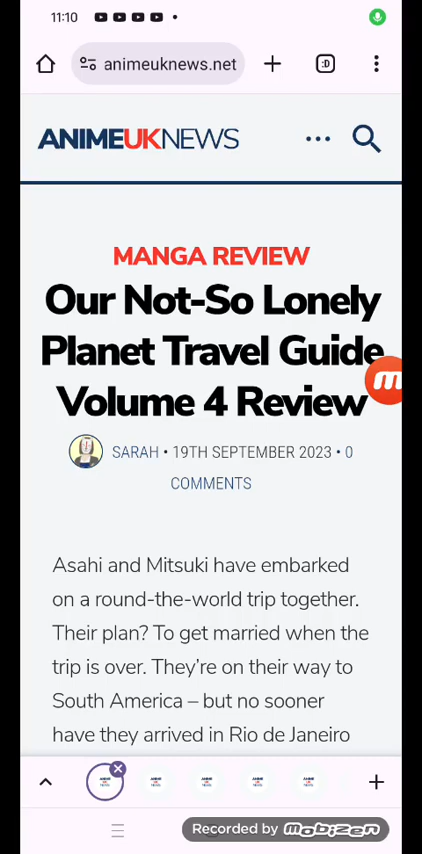 11:10
animeuknews.net
:D
ANIMEUKNEWS
MANGA REVIEW
Our Not-So Lonely
Planet Travel Guide
Volume 4 Review
SARAH • 19TH SEPTEMBER 2023 • 0
COMMENTS
Asahi and Mitsuki have embarked
on a round-the-world trip together.
Their plan? To get married when the
trip is over. They're on their way to
South America – but no sooner
have they arrived in Rio de Janeiro
Recorded by mobizen